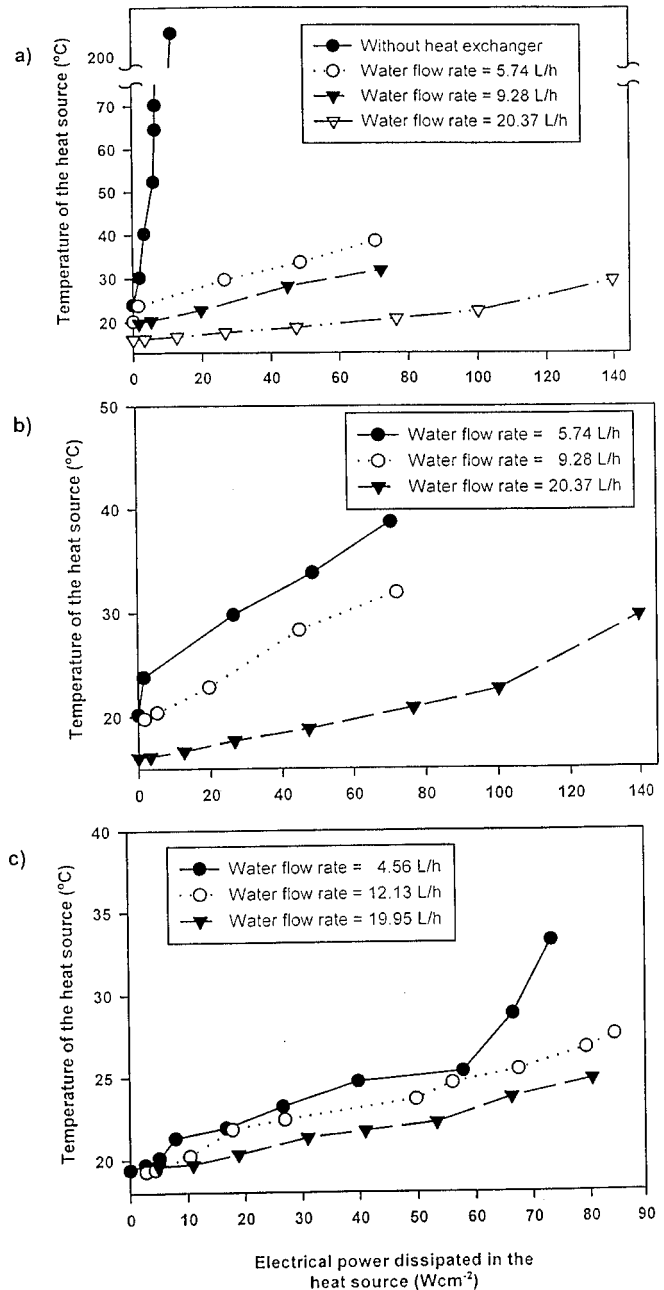 a)
Temperature of the heat source (°C)
200
70
60
50
40
30
20
0 20 40 60 80 100 120 140
Without heat exchanger
Water flow rate = 5.74 L/h
Water flow rate = 9.28 L/h
Water flow rate = 20.37 L/h
b)
Temperature of the heat source (°C)
50
40
30
20
0 20 40 60 80 100 120 140
Water flow rate = 5.74 L/h
Water flow rate = 9.28 L/h
Water flow rate = 20.37 L/h
c)
Temperature of the heat source (°C)
40
35
30
25
20
0 10 20 30 40 50 60 70 80 90
Water flow rate = 4.56 L/h
Water flow rate = 12.13 L/h
Water flow rate = 19.95 L/h
Electrical power dissipated in the
heat source (Wcm⁻²)